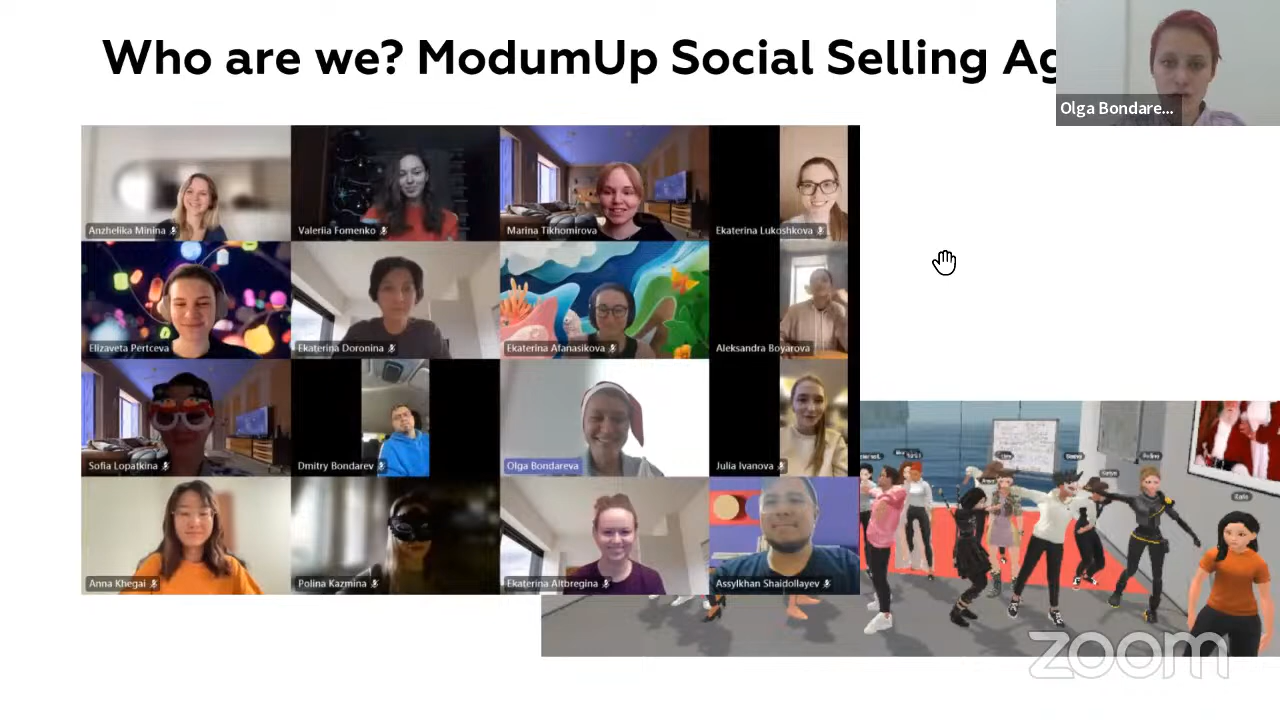 Who are we? ModumUp Social Selling Ag
Olga Bondare...
Anzhelika Minina
Valeriia Fomenko
Marina Tikhomirova
Ekaterina Lukoshkova
Elizaveta Pertceva
Ekaterina Doronina
Ekaterina Afanasikova
Aleksandra Boyarova
Sofia Lopatkina
Dmitry Bondarev
Olga Bondareva
Julia Ivanova
Anna Khegai
Polina Kazmina
Ekaterina Altbregina
Assylkhan Shaidollayev
zoom